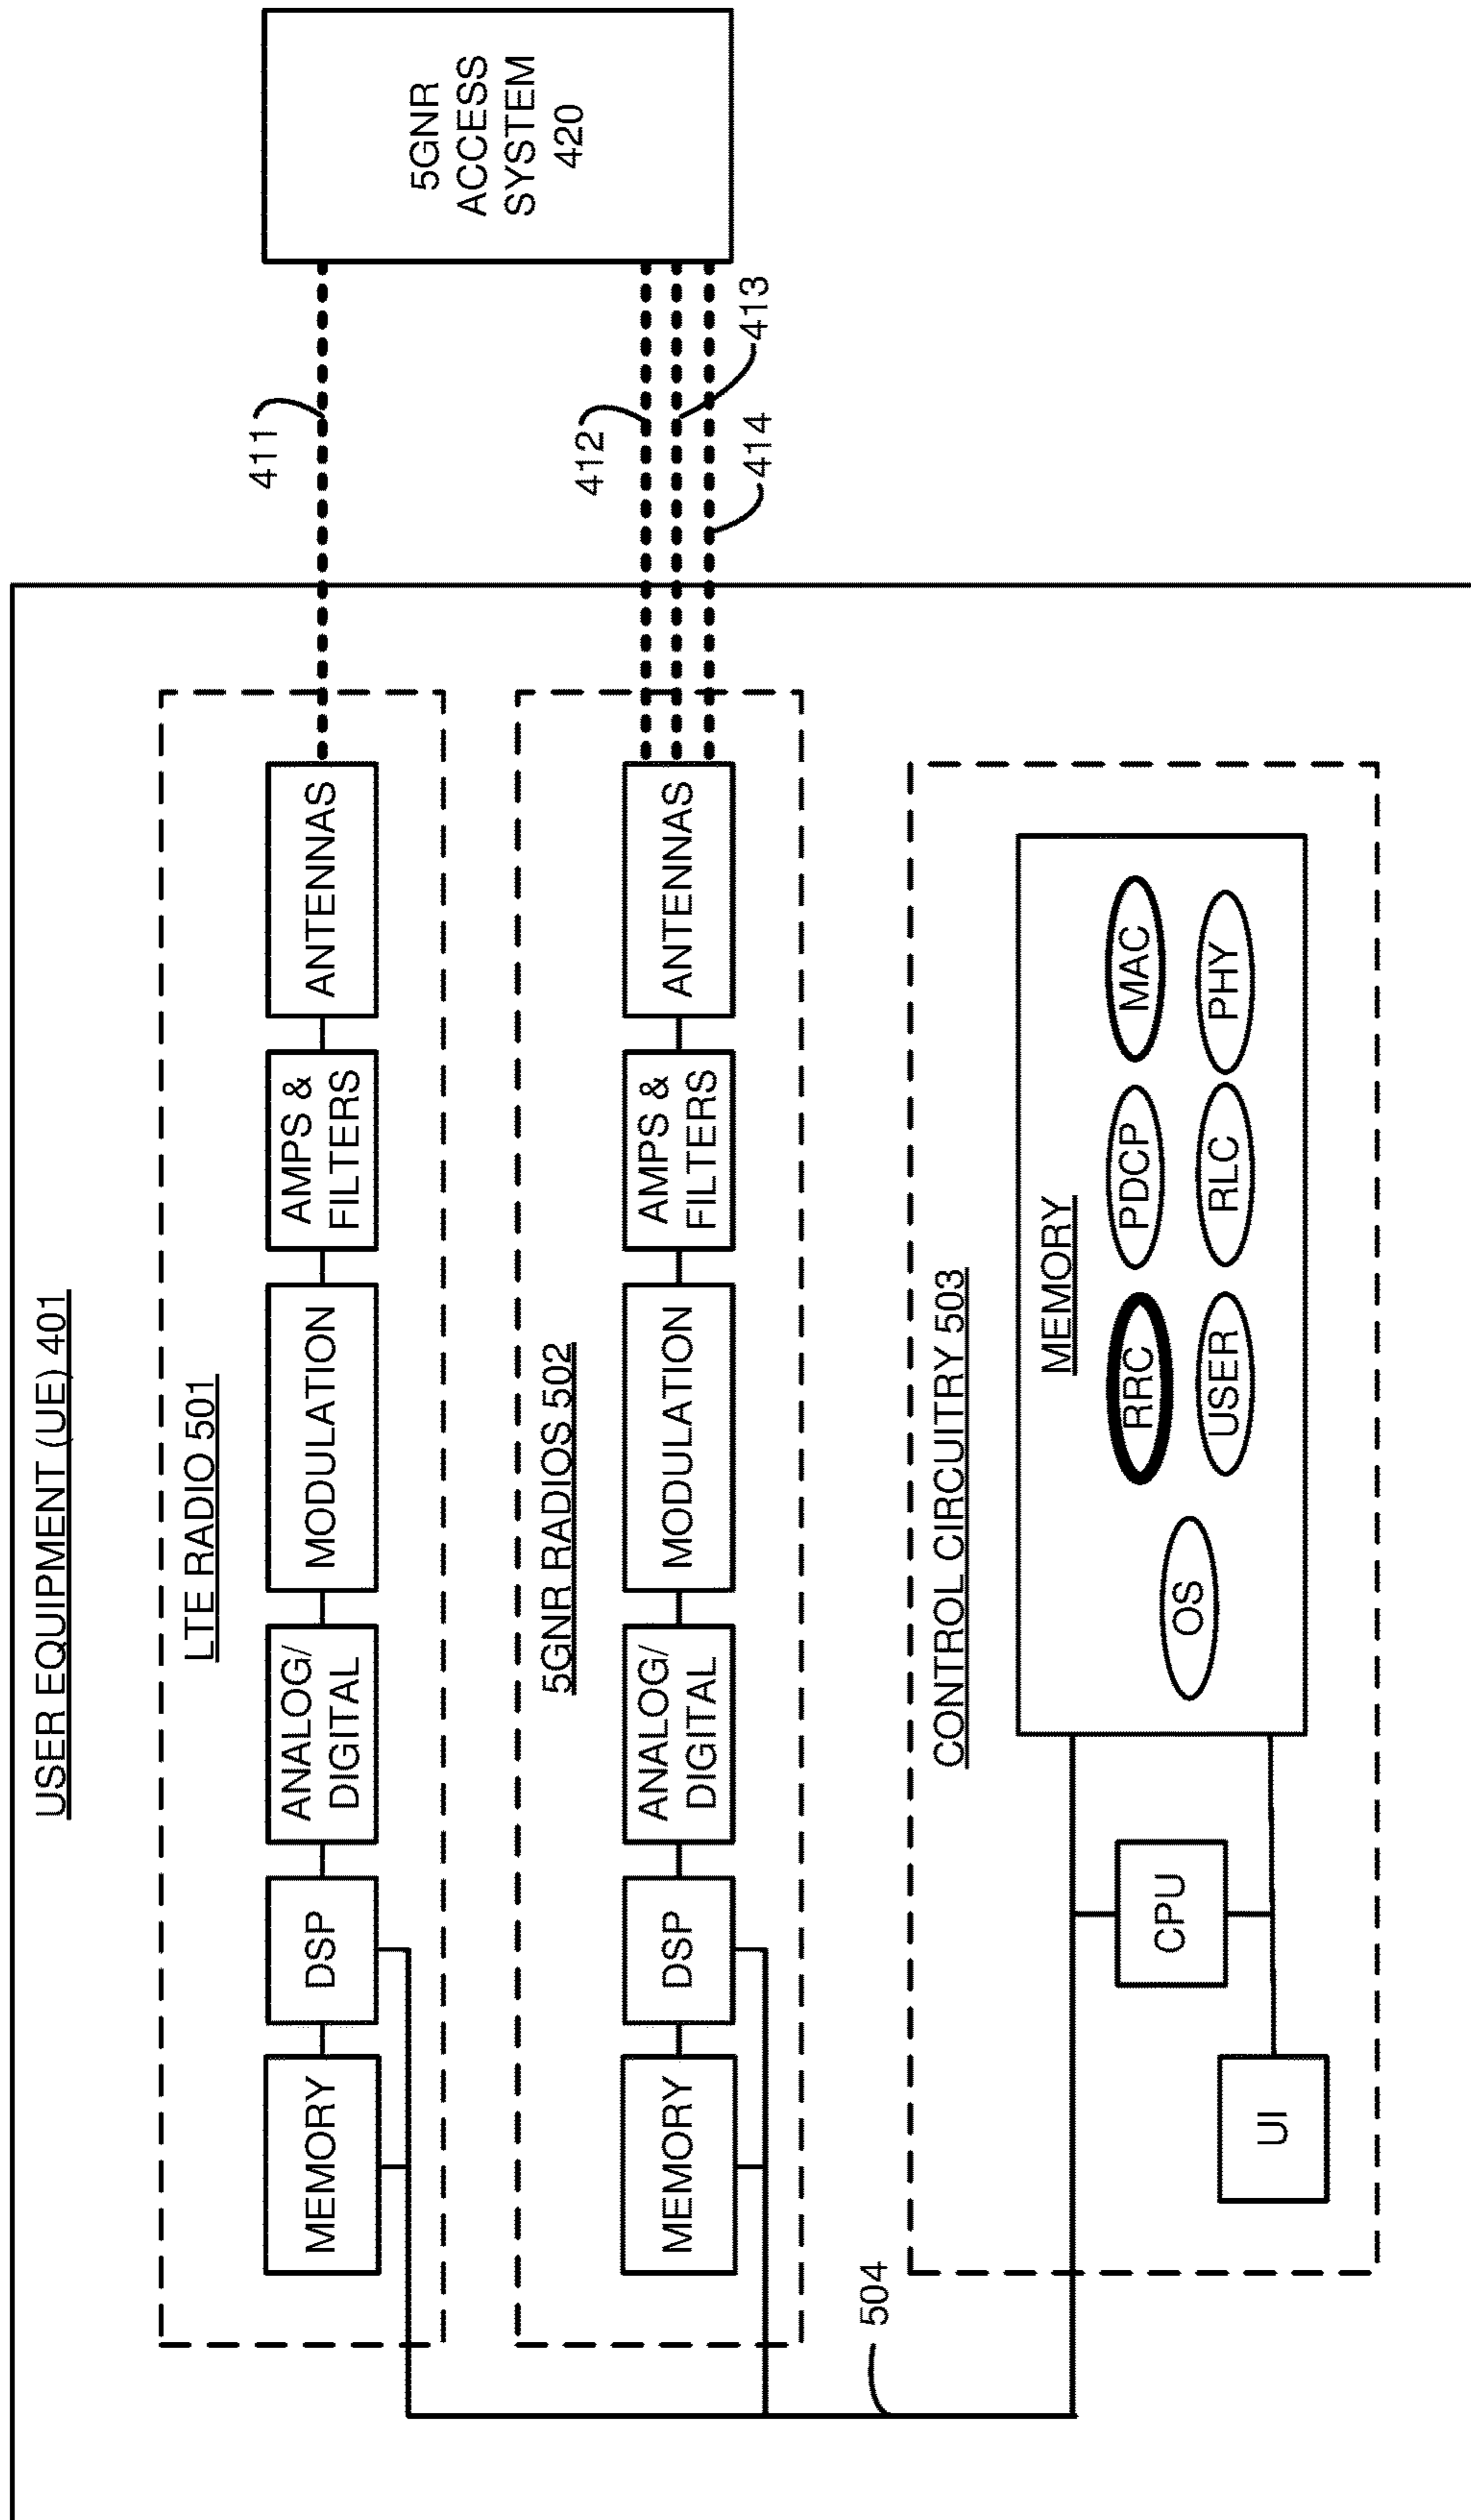 USER EQUIPMENT (UE) 401
LTE RADIO 501
MEMORY
DSP
ANALOG/
DIGITAL
MODULATION
AMPS &
FILTERS
ANTENNAS
411
5GNR
ACCESS
SYSTEM
420
5GNR RADIOS 502
MEMORY
DSP
ANALOG/
DIGITAL
MODULATION
AMPS &
FILTERS
ANTENNAS
412
413
414
504
CONTROL CIRCUITRY 503
UI
CPU
MEMORY
OS
RRC
PDCP
MAC
USER
RLC
PHY